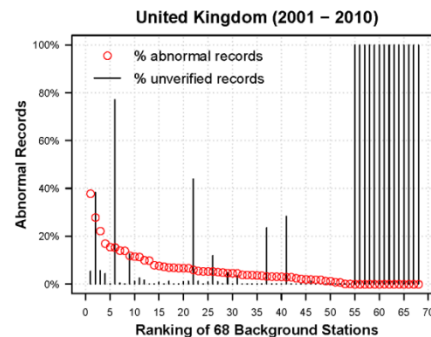 United Kingdom (2001 − 2010)
100%
80%
60%
40%
20%
0%
Abnormal Records
% abnormal records
% unverified records
0 5 10 15 20 25 30 35 40 45 50 55 60 65 70
Ranking of 68 Background Stations